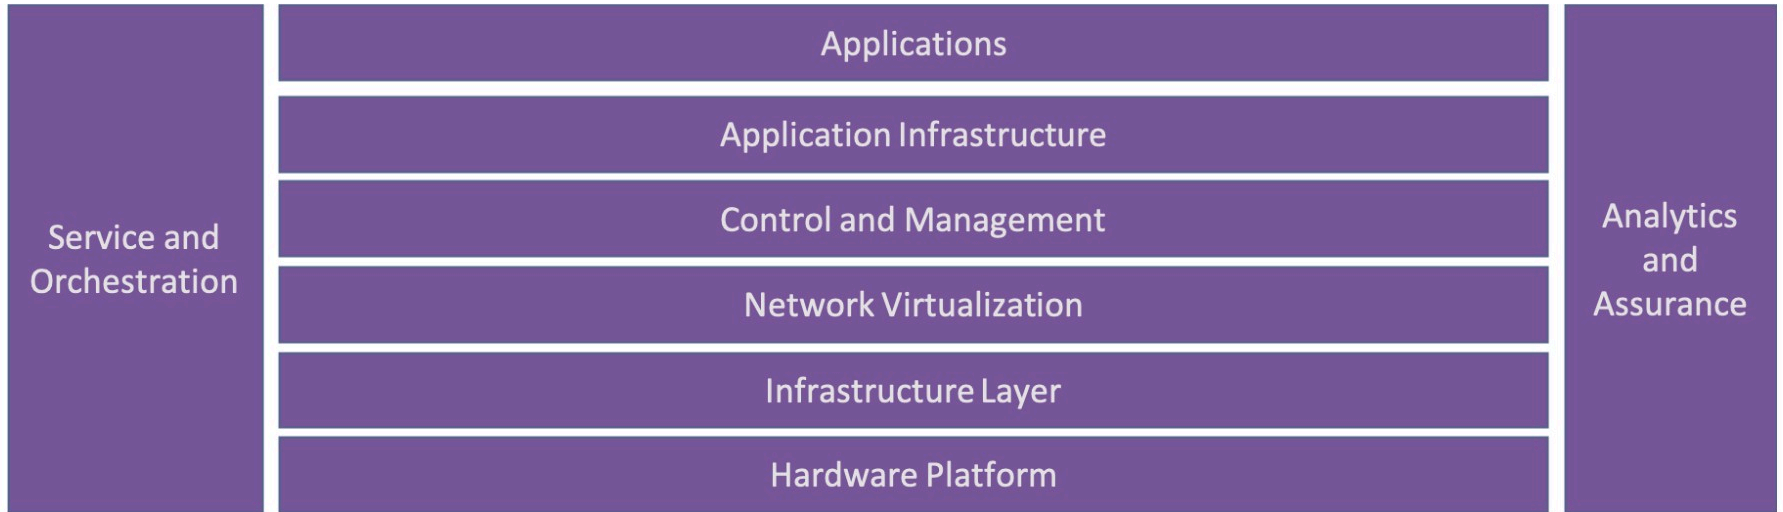 Service and
Orchestration
Applications
Application Infrastructure
Control and Management
Network Virtualization
Infrastructure Layer
Hardware Platform
Analytics
and
Assurance